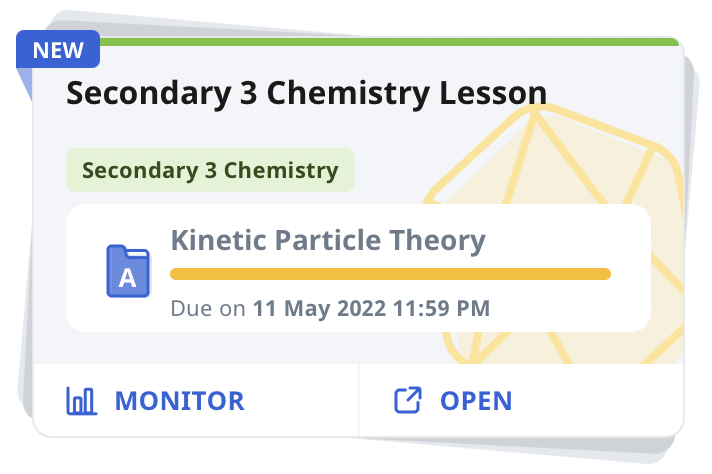 NEW
Secondary 3 Chemistry Lesson
Secondary 3 Chemistry
Kinetic Particle Theory
A
Due on 11 May 2022 11:59 PM
MONITOR
OPEN